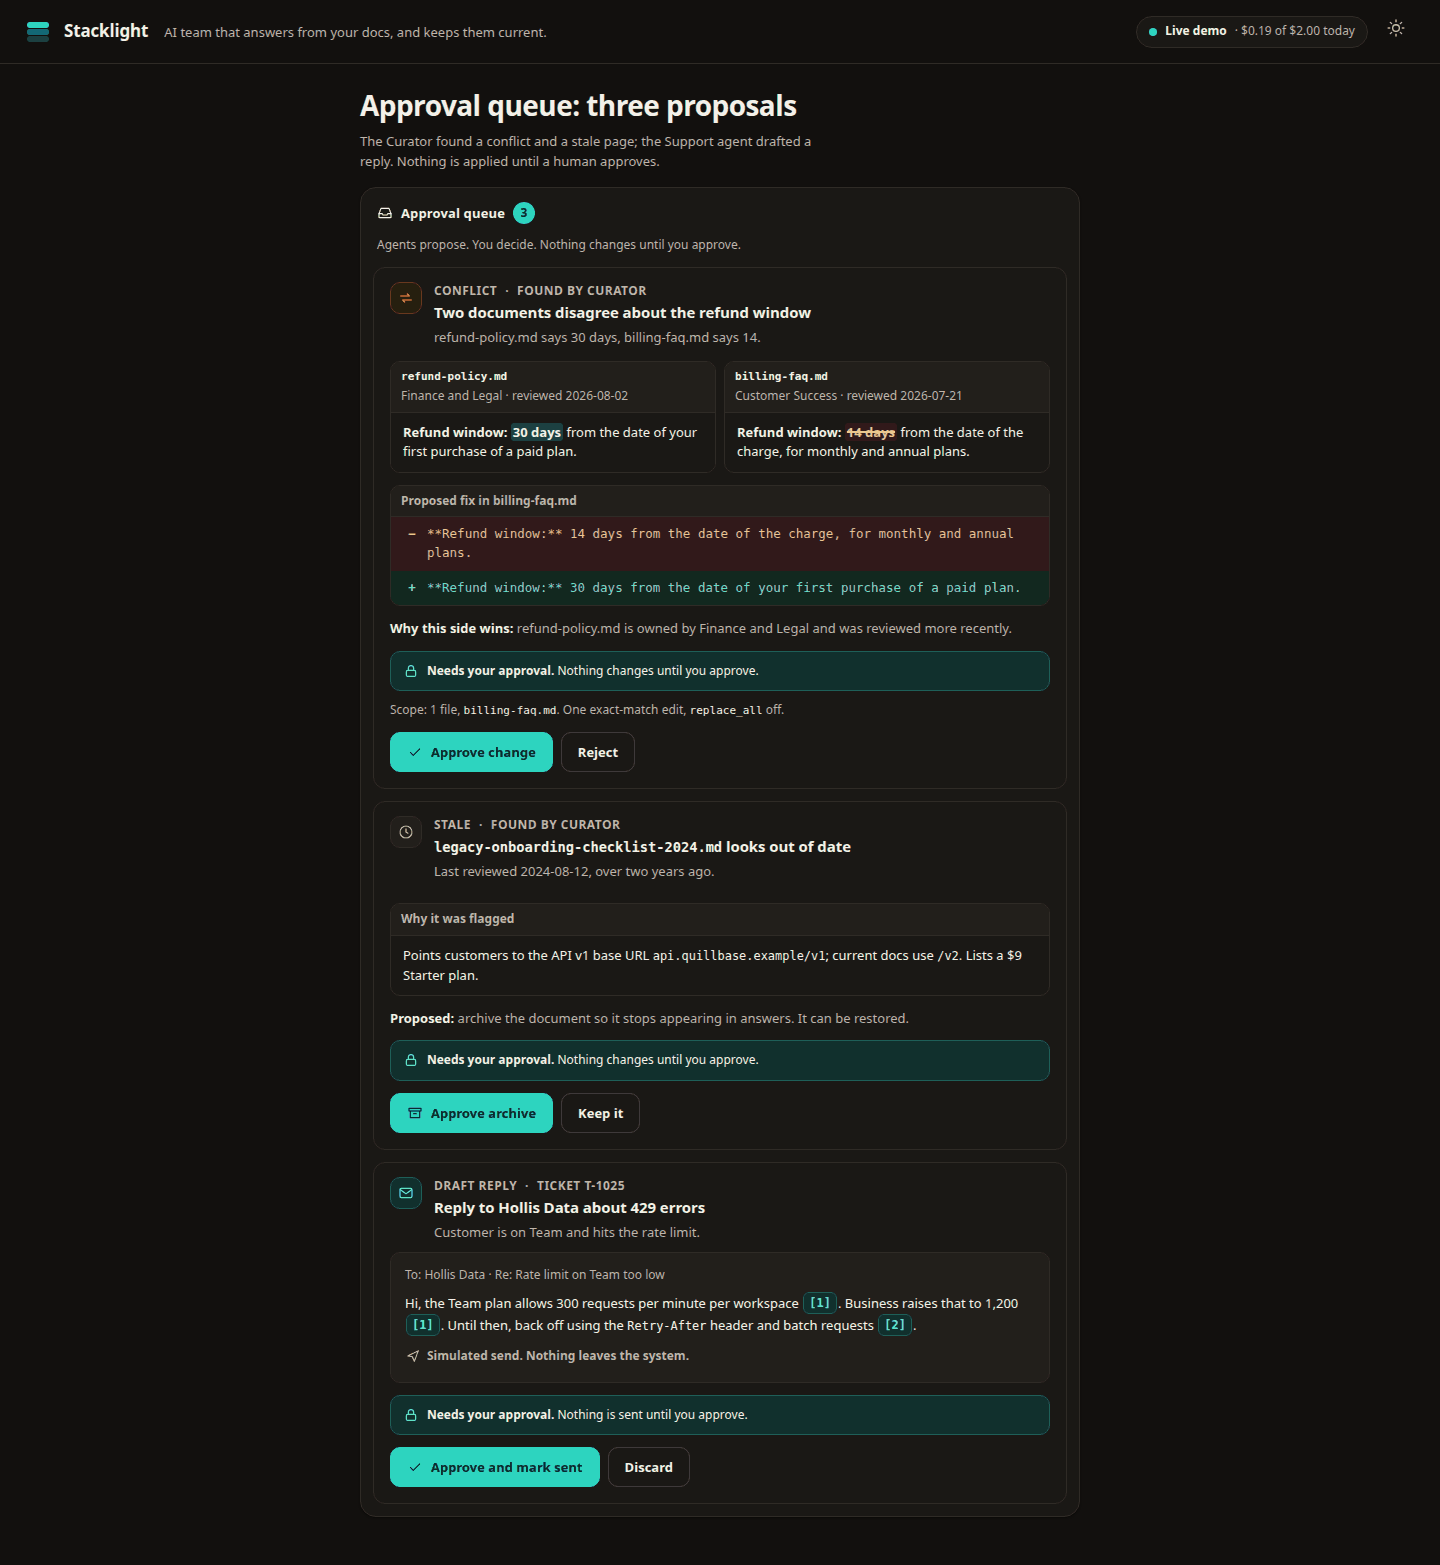 Stacklight AI team that answers from your docs, and keeps them current.
Live demo · $0.19 of $2.00 today
Approval queue: three proposals
The Curator found a conflict and a stale page; the Support agent drafted a
reply. Nothing is applied until a human approves.
Approval queue 3
Agents propose. You decide. Nothing changes until you approve.
CONFLICT · FOUND BY CURATOR
Two documents disagree about the refund window
refund-policy.md says 30 days, billing-faq.md says 14.
refund-policy.md
Finance and Legal · reviewed 2026-08-02
Refund window: 30 days from the date of your
first purchase of a paid plan.
billing-faq.md
Customer Success · reviewed 2026-07-21
Refund window: 14 days from the date of the
charge, for monthly and annual plans.
Proposed fix in billing-faq.md
− **Refund window:** 14 days from the date of the charge, for monthly and annual
plans.
+ **Refund window:** 30 days from the date of your first purchase of a paid plan.
Why this side wins: refund-policy.md is owned by Finance and Legal and was reviewed more recently.
Needs your approval. Nothing changes until you approve.
Scope: 1 file, billing-faq.md. One exact-match edit, replace_all off.
Approve change Reject
STALE · FOUND BY CURATOR
legacy-onboarding-checklist-2024.md looks out of date
Last reviewed 2024-08-12, over two years ago.
Why it was flagged
Points customers to the API v1 base URL api.quillbase.example/v1; current docs use /v2. Lists a $9
Starter plan.
Proposed: archive the document so it stops appearing in answers. It can be restored.
Needs your approval. Nothing changes until you approve.
Approve archive Keep it
DRAFT REPLY · TICKET T-1025
Reply to Hollis Data about 429 errors
Customer is on Team and hits the rate limit.
To: Hollis Data · Re: Rate limit on Team too low
Hi, the Team plan allows 300 requests per minute per workspace [1]. Business raises that to 1,200
[1]. Until then, back off using the Retry-After header and batch requests [2].
Simulated send. Nothing leaves the system.
Needs your approval. Nothing is sent until you approve.
Approve and mark sent Discard